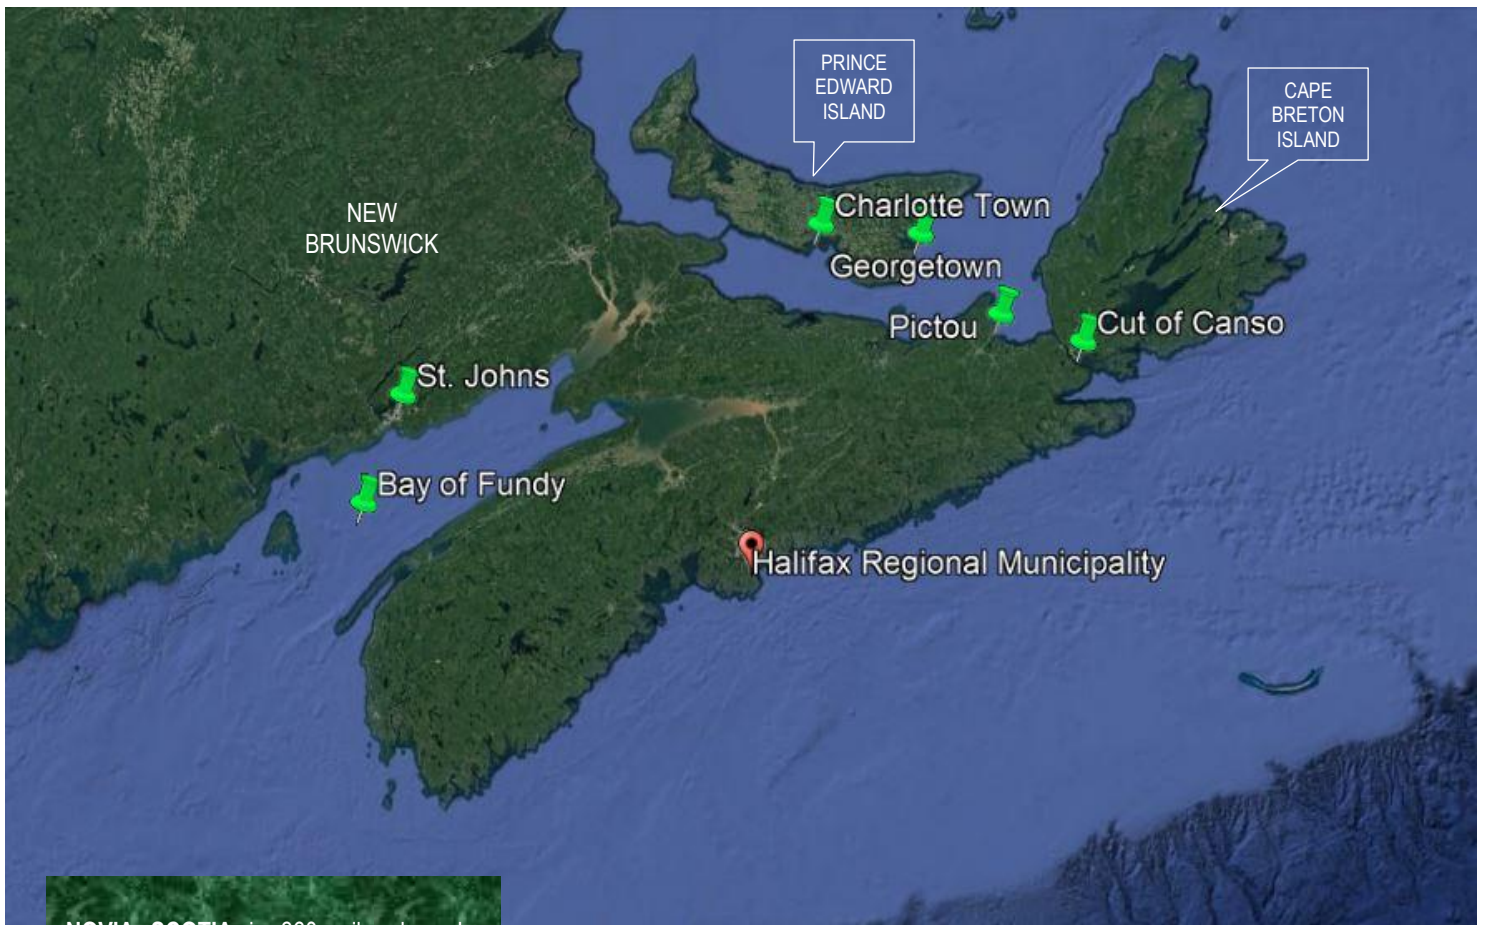 PRINCE
EDWARD
ISLAND
CAPE
BRETON
ISLAND
NEW
BRUNSWICK
Charlotte Town
Georgetown
Pictou
Cut of Canso
St. Johns
Bay of Fundy
Halifax Regional Municipality